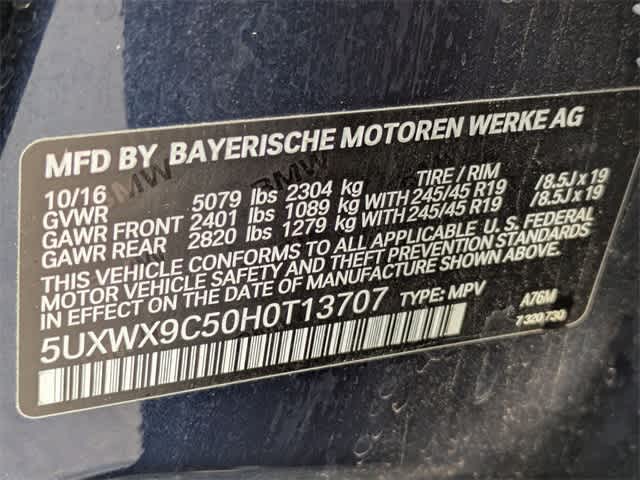 MFD BY BAYERISCHE MOTOREN WERKE AG
10/16 TIRE / RIM
GVWR 5079 lbs 2304 kg
GAWR FRONT 2401 lbs 1089 kg WITH 245/45 R19 /8.5J x 19
GAWR REAR 2820 lbs 1279 kg WITH 245/45 R19 /8.5J x 19
THIS VEHICLE CONFORMS TO ALL APPLICABLE U. S. FEDERAL
MOTOR VEHICLE SAFETY AND THEFT PREVENTION STANDARDS
IN EFFECT ON THE DATE OF MANUFACTURE SHOWN ABOVE.
5UXWX9C50H0T13707 TYPE: MPV A76M
7 320 730
BMW
BMW